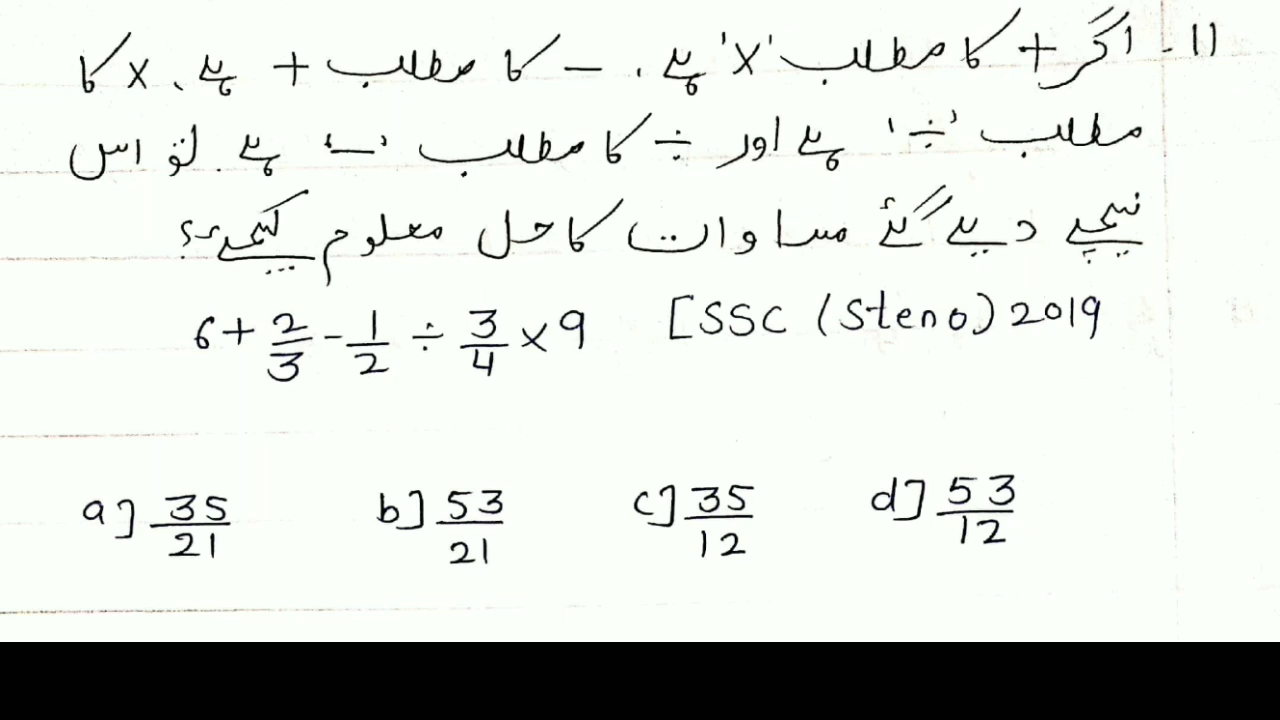 11۔ اگر + کا مطلب 'x' ہے، − کا مطلب + ہے، x کا
مطلب '÷' ہے اور ÷ کا مطلب '−' ہے۔ تو اس
نیچے دیے گئے مساوات کا حل معلوم کیجیے؟
6 + 2/3 - 1/2 ÷ 3/4 × 9 [SSC (Steno) 2019
a] 35/21 b] 53/21 c] 35/12 d] 53/12